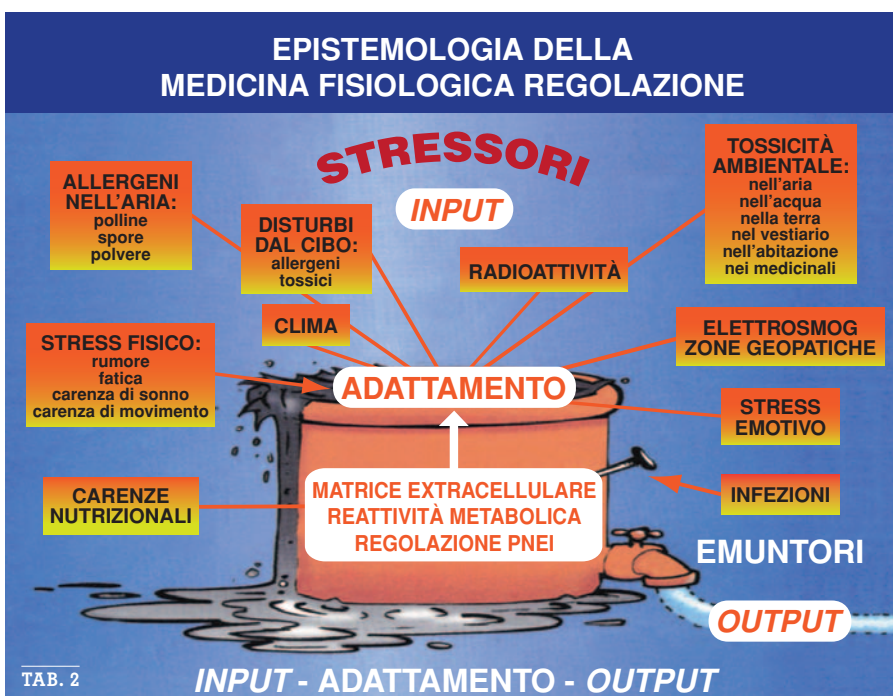 EPISTEMOLOGIA DELLA
MEDICINA FISIOLOGICA REGOLAZIONE
STRESSORI
INPUT
ALLERGENI
NELL'ARIA:
polline
spore
polvere
DISTURBI
DAL CIBO:
allergeni
tossici
RADIOATTIVITÀ
TOSSICITÀ
AMBIENTALE:
nell'aria
nell'acqua
nella terra
nel vestiario
nell'abitazione
nei medicinali
CLIMA
ELETTROSMOG
ZONE GEOPATICHE
STRESS FISICO:
rumore
fatica
carenza di sonno
carenza di movimento
ADATTAMENTO
STRESS
EMOTIVO
CARENZE
NUTRIZIONALI
MATRICE EXTRACELLULARE
REATTIVITÀ METABOLICA
REGOLAZIONE PNEI
INFEZIONI
EMUNTORI
OUTPUT
TAB. 2
INPUT - ADATTAMENTO - OUTPUT